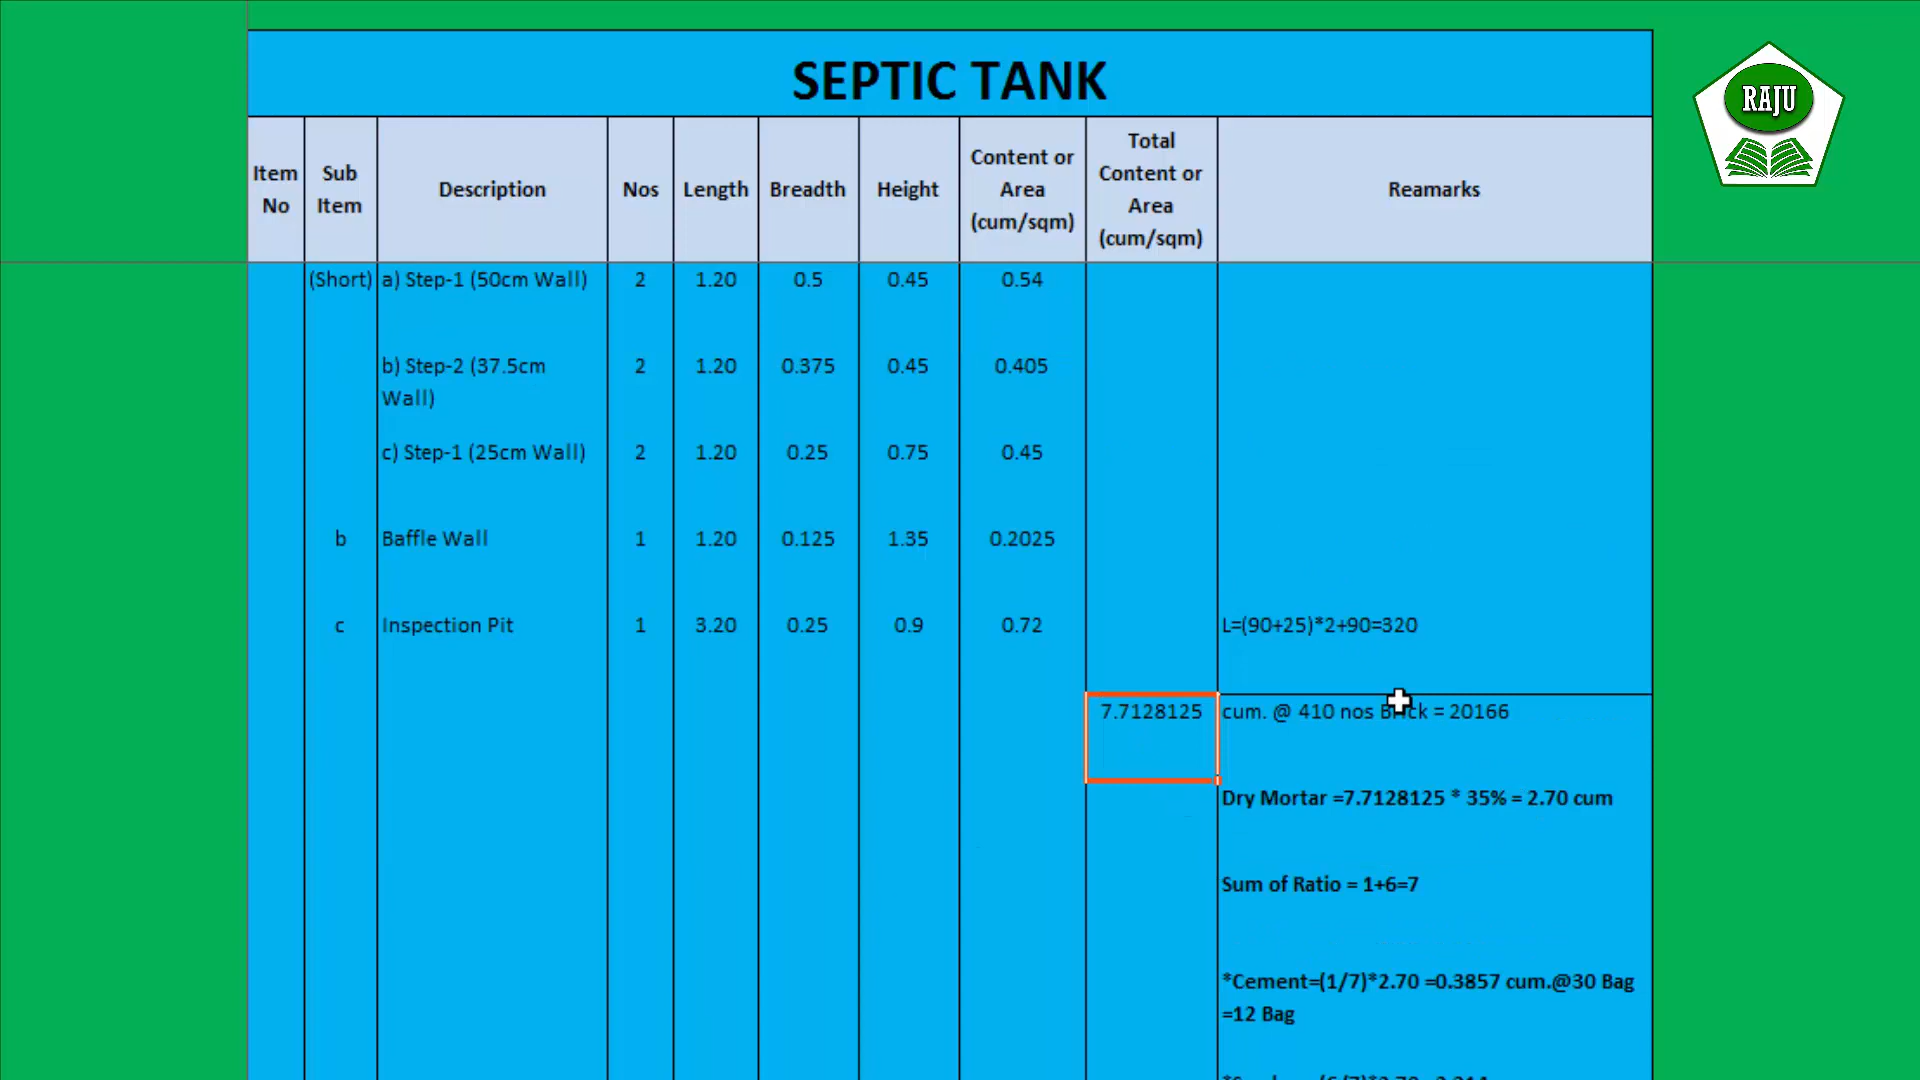 SEPTIC TANK
RAJU
Item No
Sub Item
Description
Nos
Length
Breadth
Height
Content or Area (cum/sqm)
Total Content or Area (cum/sqm)
Reamarks
(Short) a) Step-1 (50cm Wall) 2 1.20 0.5 0.45 0.54
b) Step-2 (37.5cm 2 1.20 0.375 0.45 0.405
Wall)
c) Step-1 (25cm Wall) 2 1.20 0.25 0.75 0.45
b Baffle Wall 1 1.20 0.125 1.35 0.2025
c Inspection Pit 1 3.20 0.25 0.9 0.72 L=(90+25)*2+90=320
7.7128125 cum. @ 410 nos Brick = 20166
Dry Mortar =7.7128125 * 35% = 2.70 cum
Sum of Ratio = 1+6=7
*Cement=(1/7)*2.70 =0.3857 cum.@30 Bag
=12 Bag